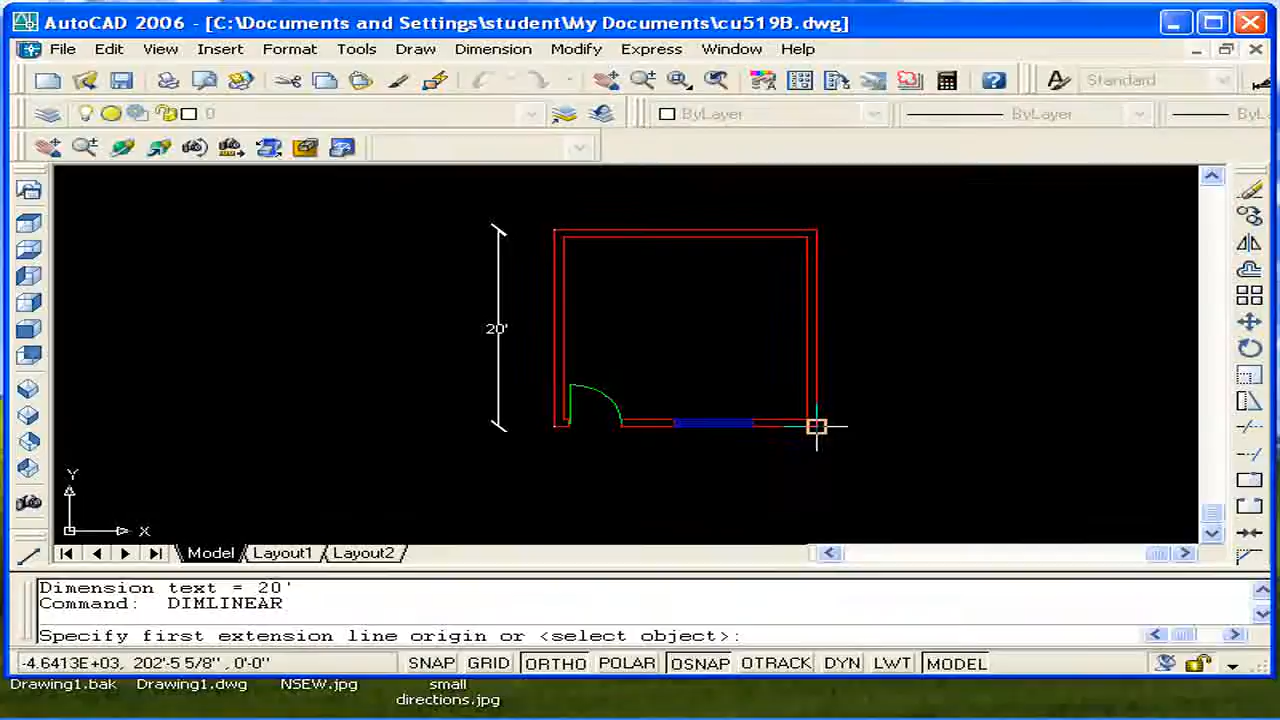 AutoCAD 2006 - [C:\Documents and Settings\student\My Documents\cu519B.dwg]
File Edit View Insert Format Tools Draw Dimension Modify Express Window Help
Standard
0 ByLayer ByLayer ByL
20'
Y
X
Model Layout1 Layout2
Dimension text = 20'
Command: DIMLINEAR
Specify first extension line origin or <select object>:
-4.6413E+03, 202'-5 5/8", 0'-0" SNAP GRID ORTHO POLAR OSNAP OTRACK DYN LWT MODEL
Drawing1.bak Drawing1.dwg NSEW.jpg small
directions.jpg